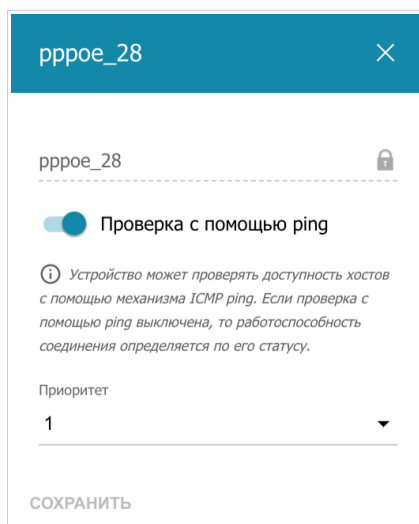 pppoe_28
pppoe_28
Проверка с помощью ping
Устройство может проверять доступность хостов
с помощью механизма ICMP ping. Если проверка с
помощью ping выключена, то работоспособность
соединения определяется по его статусу.
Приоритет
1
СОХРАНИТЬ